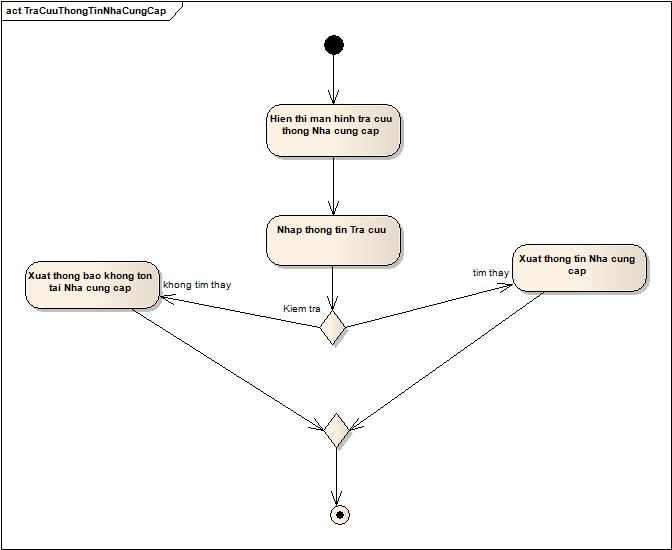 act TraCuuThongTinNhaCungCap
Hien thi man hinh tra cuu
thong Nha cung cap
Nhap thong tin Tra cuu
Xuat thong bao khong ton
tai Nha cung cap
khong tim thay
Kiem tra
tim thay
Xuat thong tin Nha cung
cap